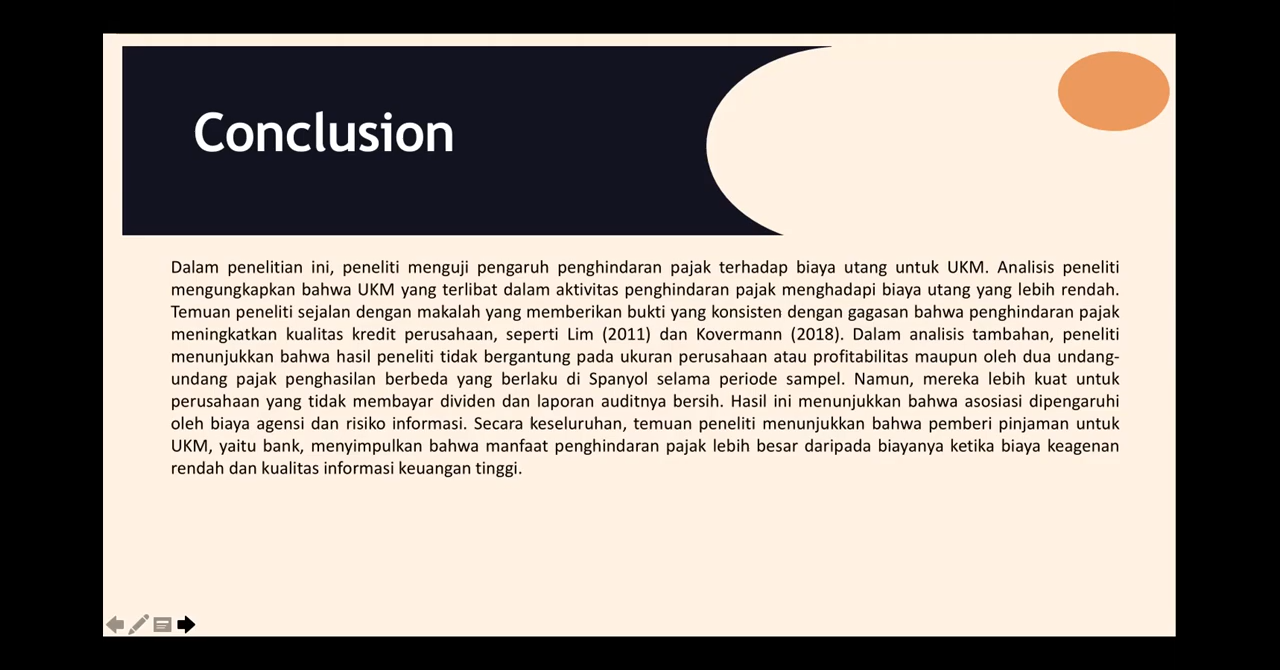 Conclusion
Dalam penelitian ini, peneliti menguji pengaruh penghindaran pajak terhadap biaya utang untuk UKM. Analisis peneliti
mengungkapkan bahwa UKM yang terlibat dalam aktivitas penghindaran pajak menghadapi biaya utang yang lebih rendah.
Temuan peneliti sejalan dengan makalah yang memberikan bukti yang konsisten dengan gagasan bahwa penghindaran pajak
meningkatkan kualitas kredit perusahaan, seperti Lim (2011) dan Kovermann (2018). Dalam analisis tambahan, peneliti
menunjukkan bahwa hasil peneliti tidak bergantung pada ukuran perusahaan atau profitabilitas maupun oleh dua undang-
undang pajak penghasilan berbeda yang berlaku di Spanyol selama periode sampel. Namun, mereka lebih kuat untuk
perusahaan yang tidak membayar dividen dan laporan auditnya bersih. Hasil ini menunjukkan bahwa asosiasi dipengaruhi
oleh biaya agensi dan risiko informasi. Secara keseluruhan, temuan peneliti menunjukkan bahwa pemberi pinjaman untuk
UKM, yaitu bank, menyimpulkan bahwa manfaat penghindaran pajak lebih besar daripada biayanya ketika biaya keagenan
rendah dan kualitas informasi keuangan tinggi.